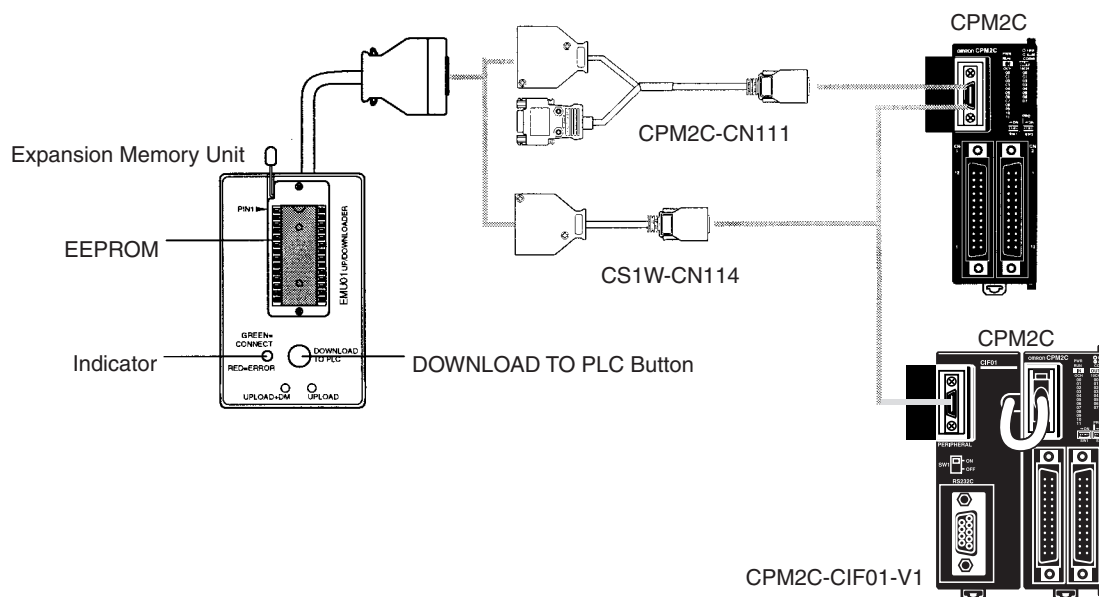 CPM2C
omron CPM2C
CPM2C-CN111
Expansion Memory Unit
PIN1
EEPROM
EMU01 UP/DOWNLOADER
CS1W-CN114
GREEN=
CONNECT
Indicator
DOWNLOAD
TO PLC
DOWNLOAD TO PLC Button
RED=ERROR
UPLOAD+DM
UPLOAD
CPM2C
CIF01
omron CPM2C
PERIPHERAL
SW1
ON
OFF
RS232C
CPM2C-CIF01-V1